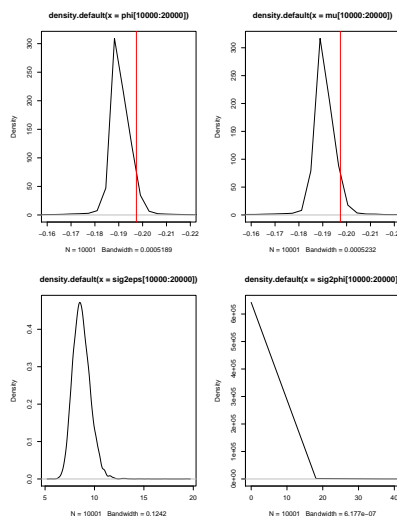 density.default(x = phi[10000:20000])
Density
0 50 100 150 200 250 300
−0.16 −0.17 −0.18 −0.19 −0.20 −0.21 −0.22
N = 10001 Bandwidth = 0.0005189
density.default(x = mu[10000:20000])
Density
0 50 100 150 200 250 300
−0.16 −0.17 −0.18 −0.19 −0.20 −0.21
N = 10001 Bandwidth = 0.0005232
density.default(x = sig2eps[10000:20000])
Density
0.0 0.1 0.2 0.3 0.4
5 10 15 20
N = 10001 Bandwidth = 0.1242
density.default(x = sig2phi[10000:20000])
Density
0e+00 1e+05 2e+05 3e+05 4e+05 5e+05 6e+05
0 10 20 30 40
N = 10001 Bandwidth = 6.177e−07